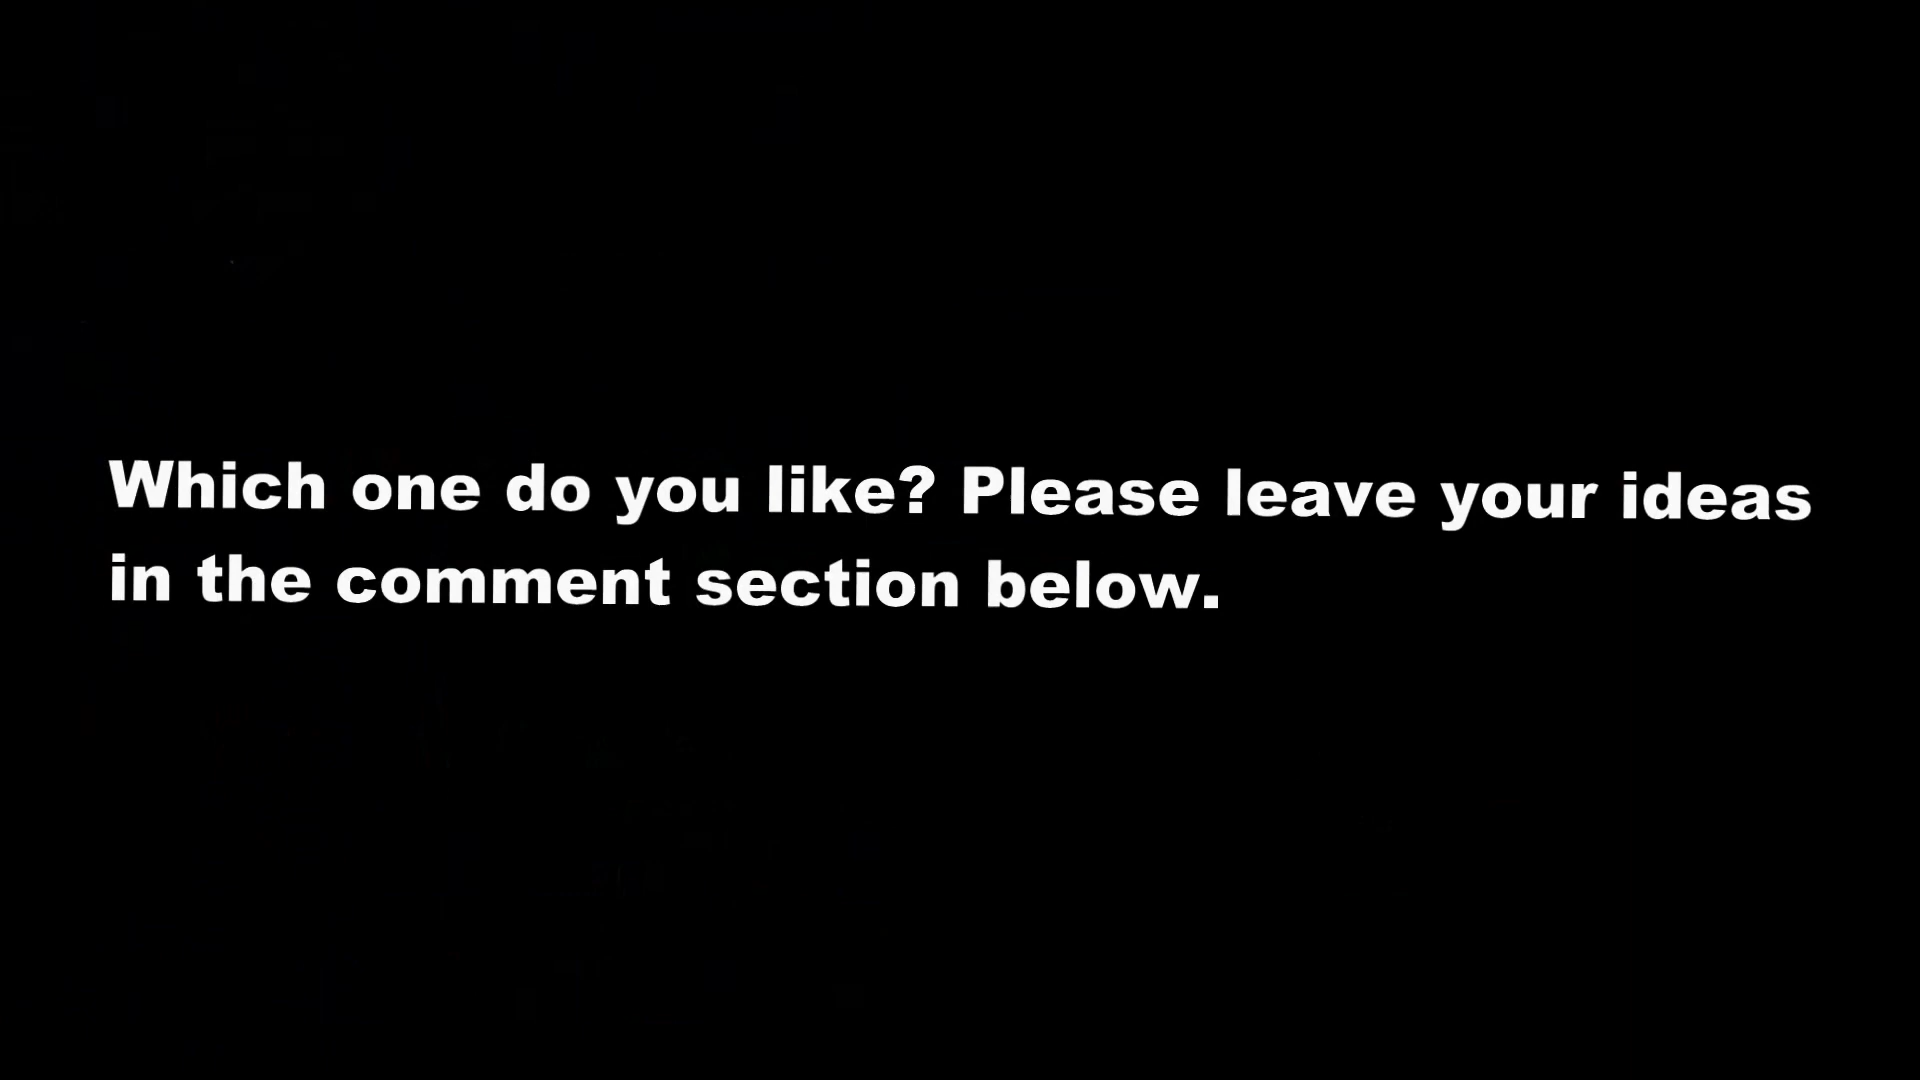 Which one do you like? Please leave your ideas
in the comment section below.